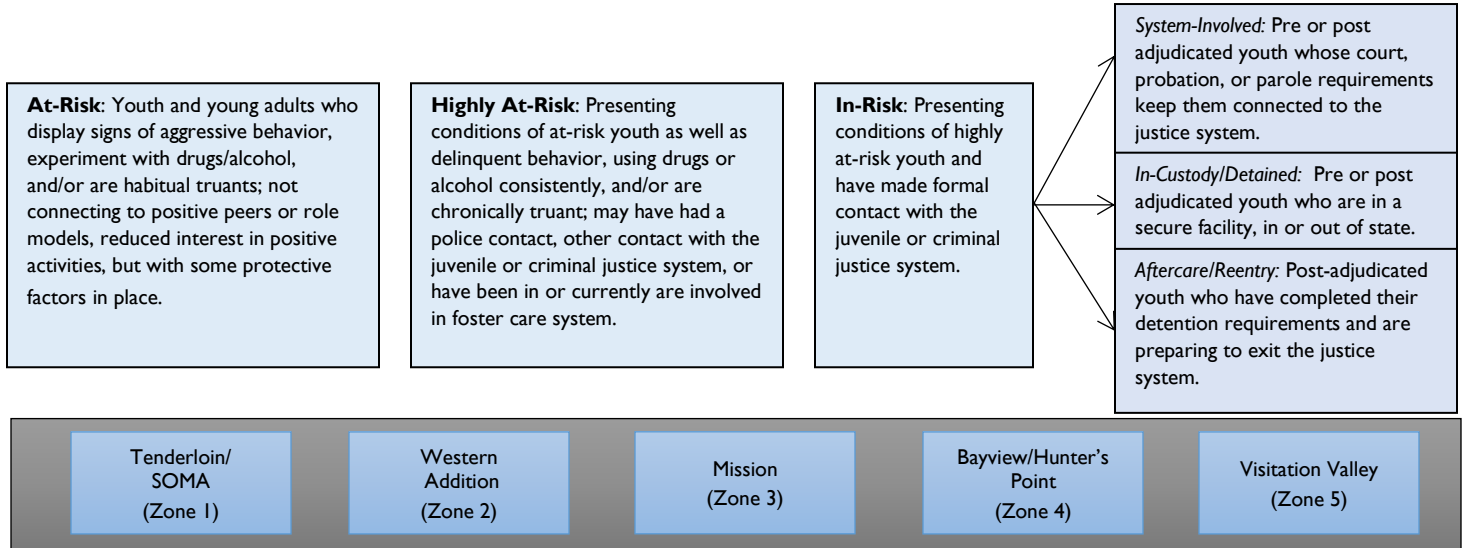 At-Risk: Youth and young adults who
display signs of aggressive behavior,
experiment with drugs/alcohol,
and/or are habitual truants; not
connecting to positive peers or role
models, reduced interest in positive
activities, but with some protective
factors in place.
Highly At-Risk: Presenting
conditions of at-risk youth as well as
delinquent behavior, using drugs or
alcohol consistently, and/or are
chronically truant; may have had a
police contact, other contact with the
juvenile or criminal justice system, or
have been in or currently are involved
in foster care system.
In-Risk: Presenting
conditions of highly
at-risk youth and
have made formal
contact with the
juvenile or criminal
justice system.
System-Involved: Pre or post
adjudicated youth whose court,
probation, or parole requirements
keep them connected to the
justice system.
In-Custody/Detained: Pre or post
adjudicated youth who are in a
secure facility, in or out of state.
Aftercare/Reentry: Post-adjudicated
youth who have completed their
detention requirements and are
preparing to exit the justice
system.
Tenderloin/
SOMA
(Zone 1)
Western
Addition
(Zone 2)
Mission
(Zone 3)
Bayview/Hunter's
Point
(Zone 4)
Visitation Valley
(Zone 5)